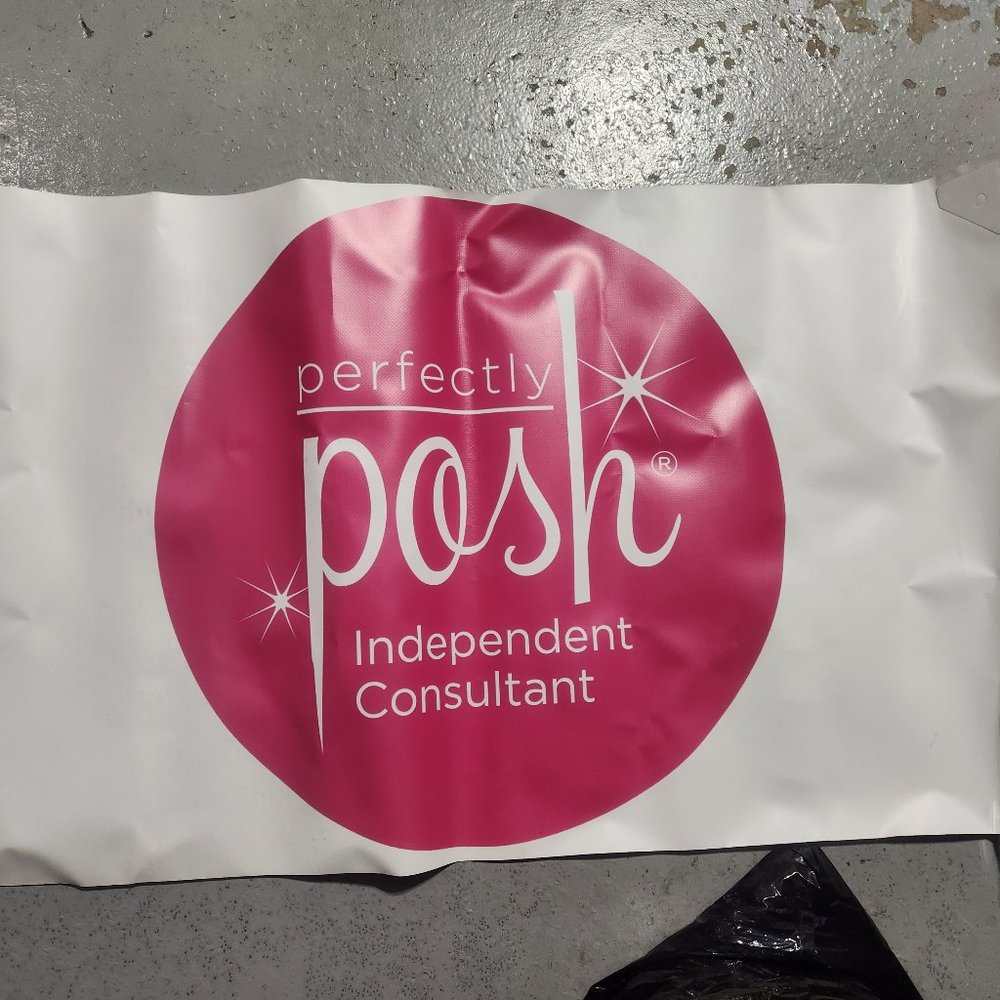 perfectly
posh®
Independent
Consultant